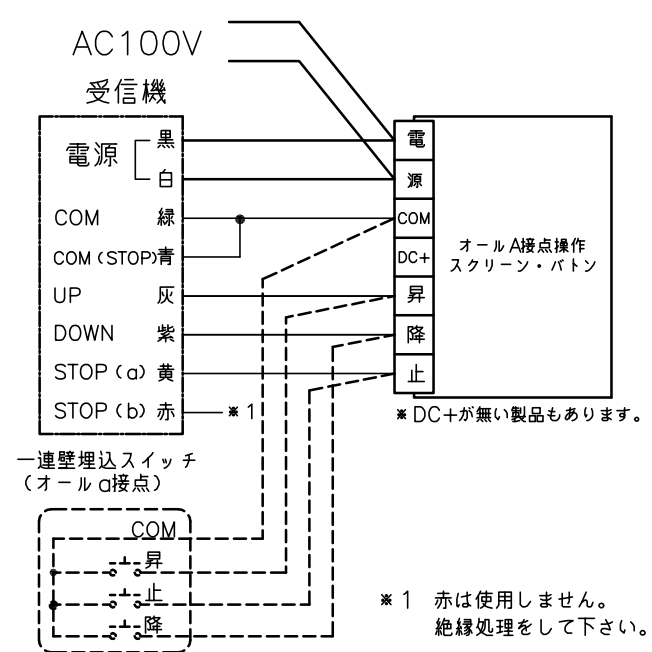 AC100V
受信機
電源
黒
白
COM 緑
COM(STOP)青
UP 灰
DOWN 紫
STOP(a) 黄
STOP(b) 赤
※1
電
源
COM
DC+
昇
降
止
オールA接点操作
スクリーン・バトン
※DC+が無い製品もあります。
一連壁埋込スイッチ
(オールa接点)
COM
昇
止
降
※1 赤は使用しません。
絶縁処理をして下さい。